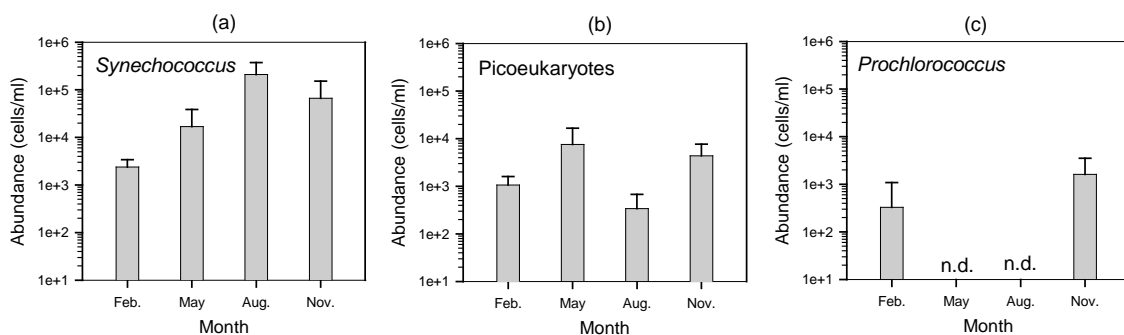 (a)
Synechococcus
Abundance (cells/ml)
1e+6
1e+5
1e+4
1e+3
1e+2
1e+1
Feb.
May
Aug.
Nov.
Month
(b)
Picoeukaryotes
Abundance (cells/ml)
1e+6
1e+5
1e+4
1e+3
1e+2
1e+1
Feb.
May
Aug.
Nov.
Month
(c)
Prochlorococcus
Abundance (cells/ml)
1e+6
1e+5
1e+4
1e+3
1e+2
1e+1
n.d.
n.d.
Feb.
May
Aug.
Nov.
Month